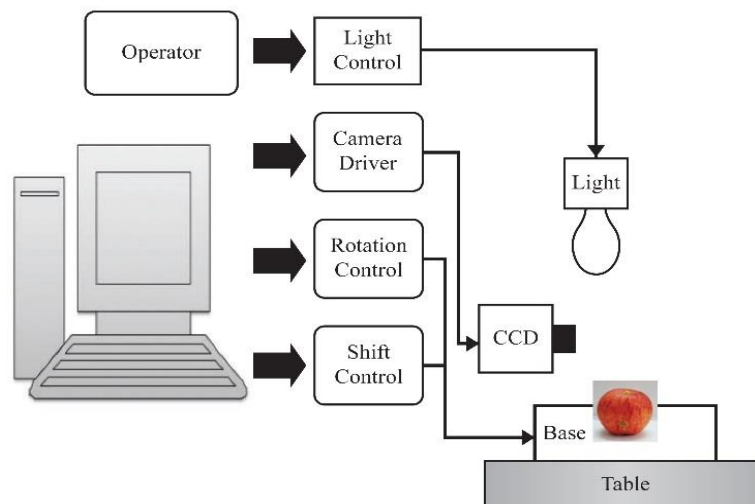 Operator
Light
Control
Camera
Driver
Light
Rotation
Control
CCD
Shift
Control
Base
Table